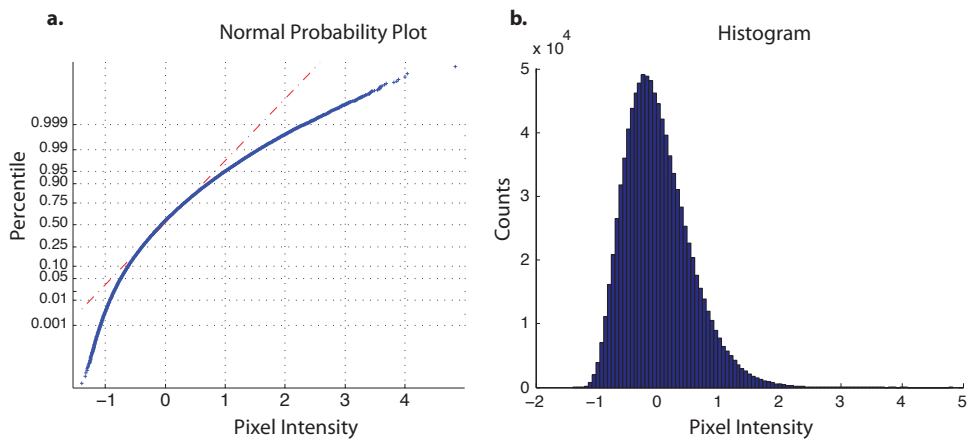 a.
Normal Probability Plot
Percentile
0.999
0.99
0.95
0.90
0.75
0.50
0.25
0.10
0.05
0.01
0.001
−1 0 1 2 3 4
Pixel Intensity
b.
Histogram
x 10^4
Counts
5
4
3
2
1
0
−2 −1 0 1 2 3 4 5
Pixel Intensity